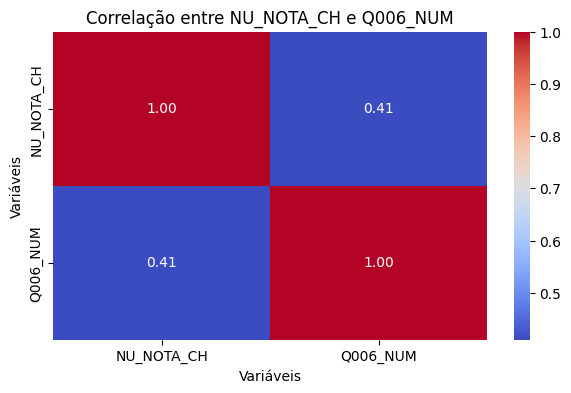 Correlação entre NU_NOTA_CH e Q006_NUM
Variáveis
NU_NOTA_CH
Q006_NUM
1.00
0.41
0.41
1.00
NU_NOTA_CH
Q006_NUM
Variáveis
1.0
0.9
0.8
0.7
0.6
0.5